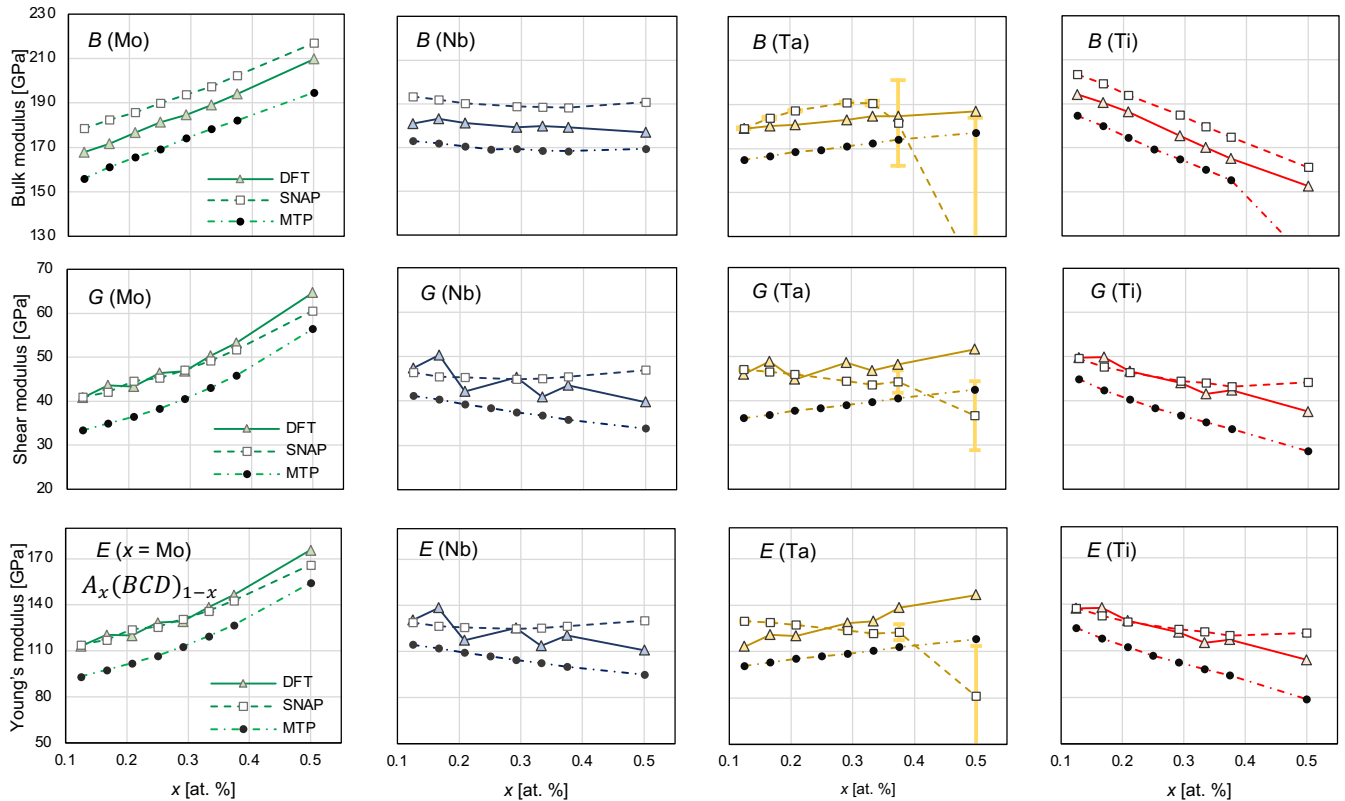 Bulk modulus [GPa]
230
210
190
170
150
130
B (Mo)
DFT
SNAP
MTP
B (Nb)
B (Ta)
B (Ti)
Shear modulus [GPa]
70
60
50
40
30
20
G (Mo)
DFT
SNAP
MTP
G (Nb)
G (Ta)
G (Ti)
Young's modulus [GPa]
170
140
110
80
50
E (x = Mo)
A_x(BCD)_{1−x}
DFT
SNAP
MTP
E (Nb)
E (Ta)
E (Ti)
0.1 0.2 0.3 0.4 0.5
x [at. %]
0.1 0.2 0.3 0.4 0.5
x [at. %]
0.1 0.2 0.3 0.4 0.5
x [at. %]
0.1 0.2 0.3 0.4 0.5
x [at. %]